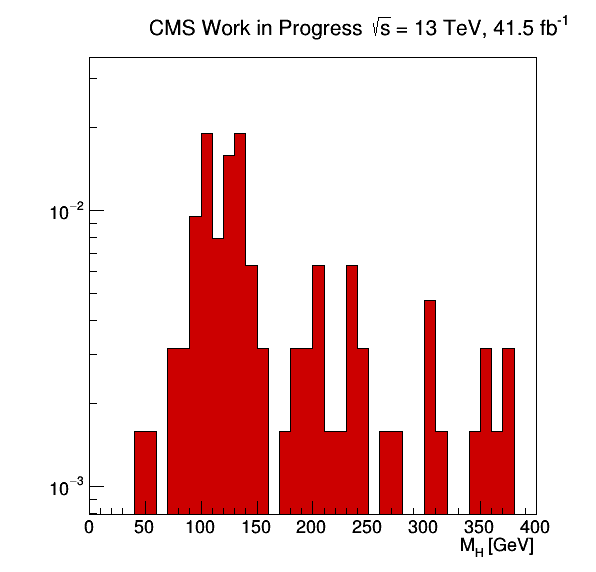 CMS Work in Progress √s = 13 TeV, 41.5 fb⁻¹
10⁻²
10⁻³
0 50 100 150 200 250 300 350 400
M_H [GeV]